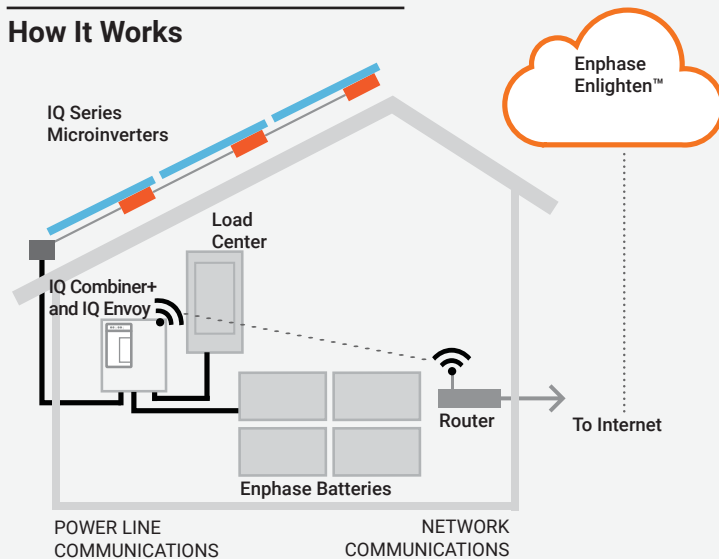 How It Works
Enphase
Enlighten™
IQ Series
Microinverters
Load
Center
IQ Combiner+
and IQ Envoy
Router
To Internet
Enphase Batteries
POWER LINE
COMMUNICATIONS
NETWORK
COMMUNICATIONS